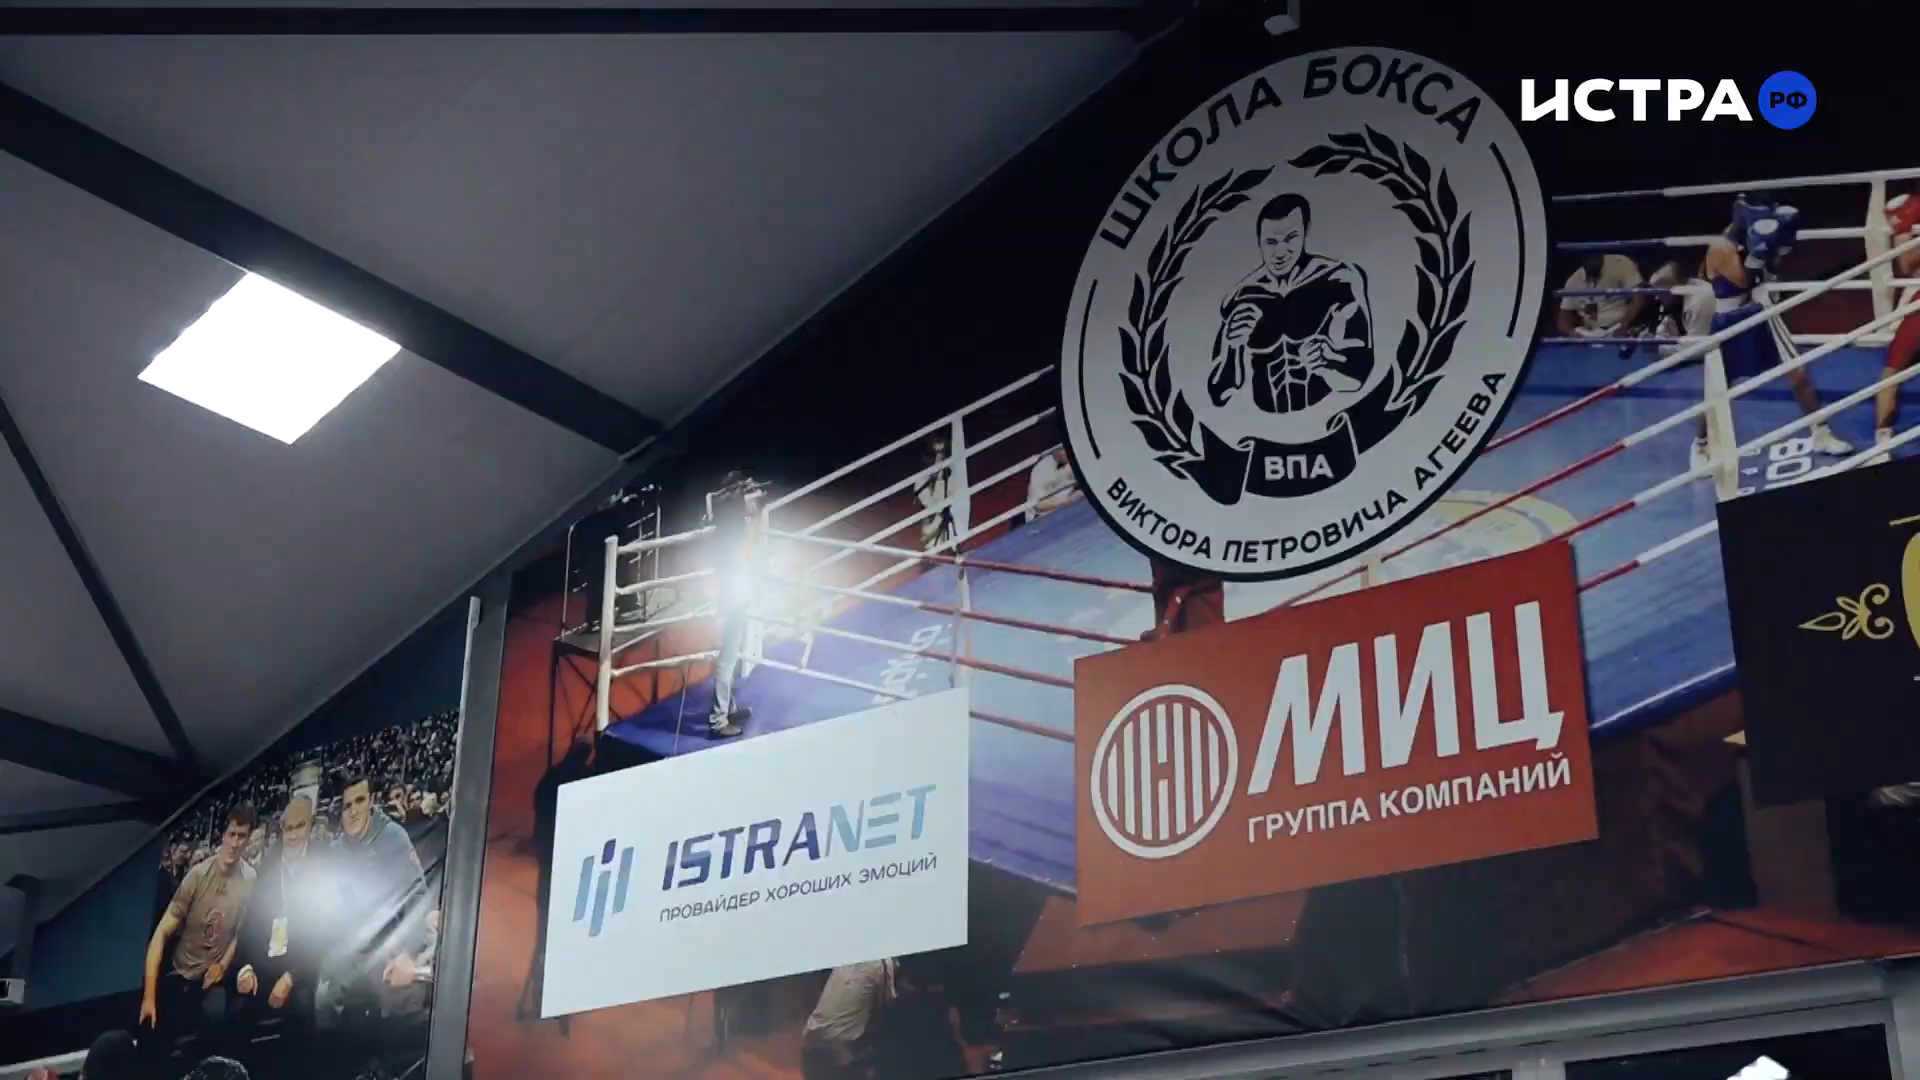 ИСТРА РФ
ШКОЛА БОКСА
ВПА
ВИКТОРА ПЕТРОВИЧА АГЕЕВА
МИЦ
ГРУППА КОМПАНИЙ
ISTRANET
ПРОВАЙДЕР ХОРОШИХ ЭМОЦИЙ